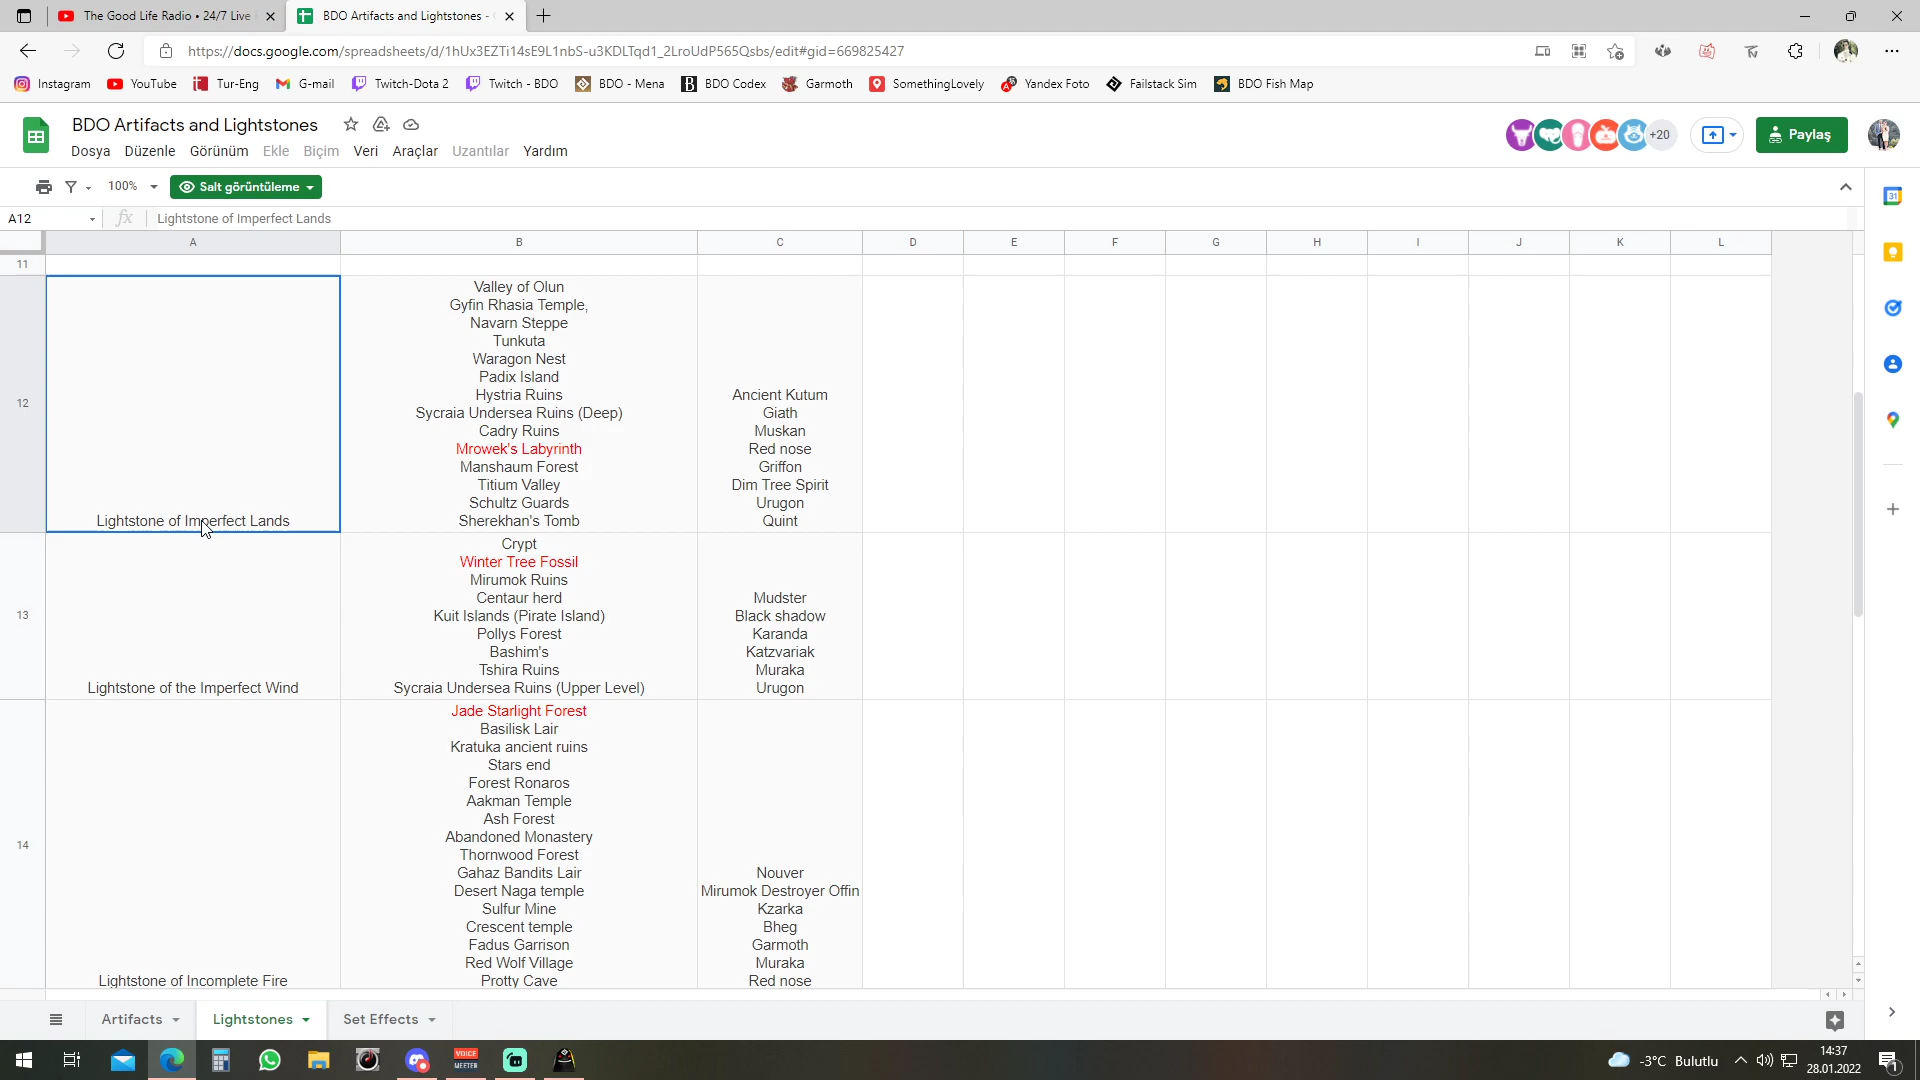 The Good Life Radio • 24/7 Live
BDO Artifacts and Lightstones -
https://docs.google.com/spreadsheets/d/1hUx3EZTi14sE9L1nbS-u3KDLTqd1_2LroUdP565Qsbs/edit#gid=669825427
Instagram YouTube Tur-Eng G-mail Twitch-Dota 2 Twitch - BDO BDO - Mena BDO Codex Garmoth SomethingLovely Yandex Foto Failstack Sim BDO Fish Map
BDO Artifacts and Lightstones
+20
Paylaş
Dosya Düzenle Görünüm Ekle Biçim Veri Araçlar Uzantılar Yardım
100% Salt görüntüleme
A12 fx Lightstone of Imperfect Lands
A B C D E F G H I J K L
11
Valley of Olun
Gyfin Rhasia Temple,
Navarn Steppe
Tunkuta
Waragon Nest
Padix Island
Hystria Ruins Ancient Kutum
12 Sycraia Undersea Ruins (Deep) Giath
Cadry Ruins Muskan
Mrowek's Labyrinth Red nose
Manshaum Forest Griffon
Titium Valley Dim Tree Spirit
Schultz Guards Urugon
Lightstone of Imperfect Lands Sherekhan's Tomb Quint
Crypt
Winter Tree Fossil
Mirumok Ruins
Centaur herd Mudster
13 Kuit Islands (Pirate Island) Black shadow
Pollys Forest Karanda
Bashim's Katzvariak
Tshira Ruins Muraka
Lightstone of the Imperfect Wind Sycraia Undersea Ruins (Upper Level) Urugon
Jade Starlight Forest
Basilisk Lair
Kratuka ancient ruins
Stars end
Forest Ronaros
Aakman Temple
Ash Forest
14 Abandoned Monastery
Thornwood Forest
Gahaz Bandits Lair Nouver
Desert Naga temple Mirumok Destroyer Offin
Sulfur Mine Kzarka
Crescent temple Bheg
Fadus Garrison Garmoth
Red Wolf Village Muraka
Lightstone of Incomplete Fire Protty Cave Red nose
Artifacts Lightstones Set Effects
31
VOICE
MEETER
-3°C Bulutlu
14:37
28.01.2022
1